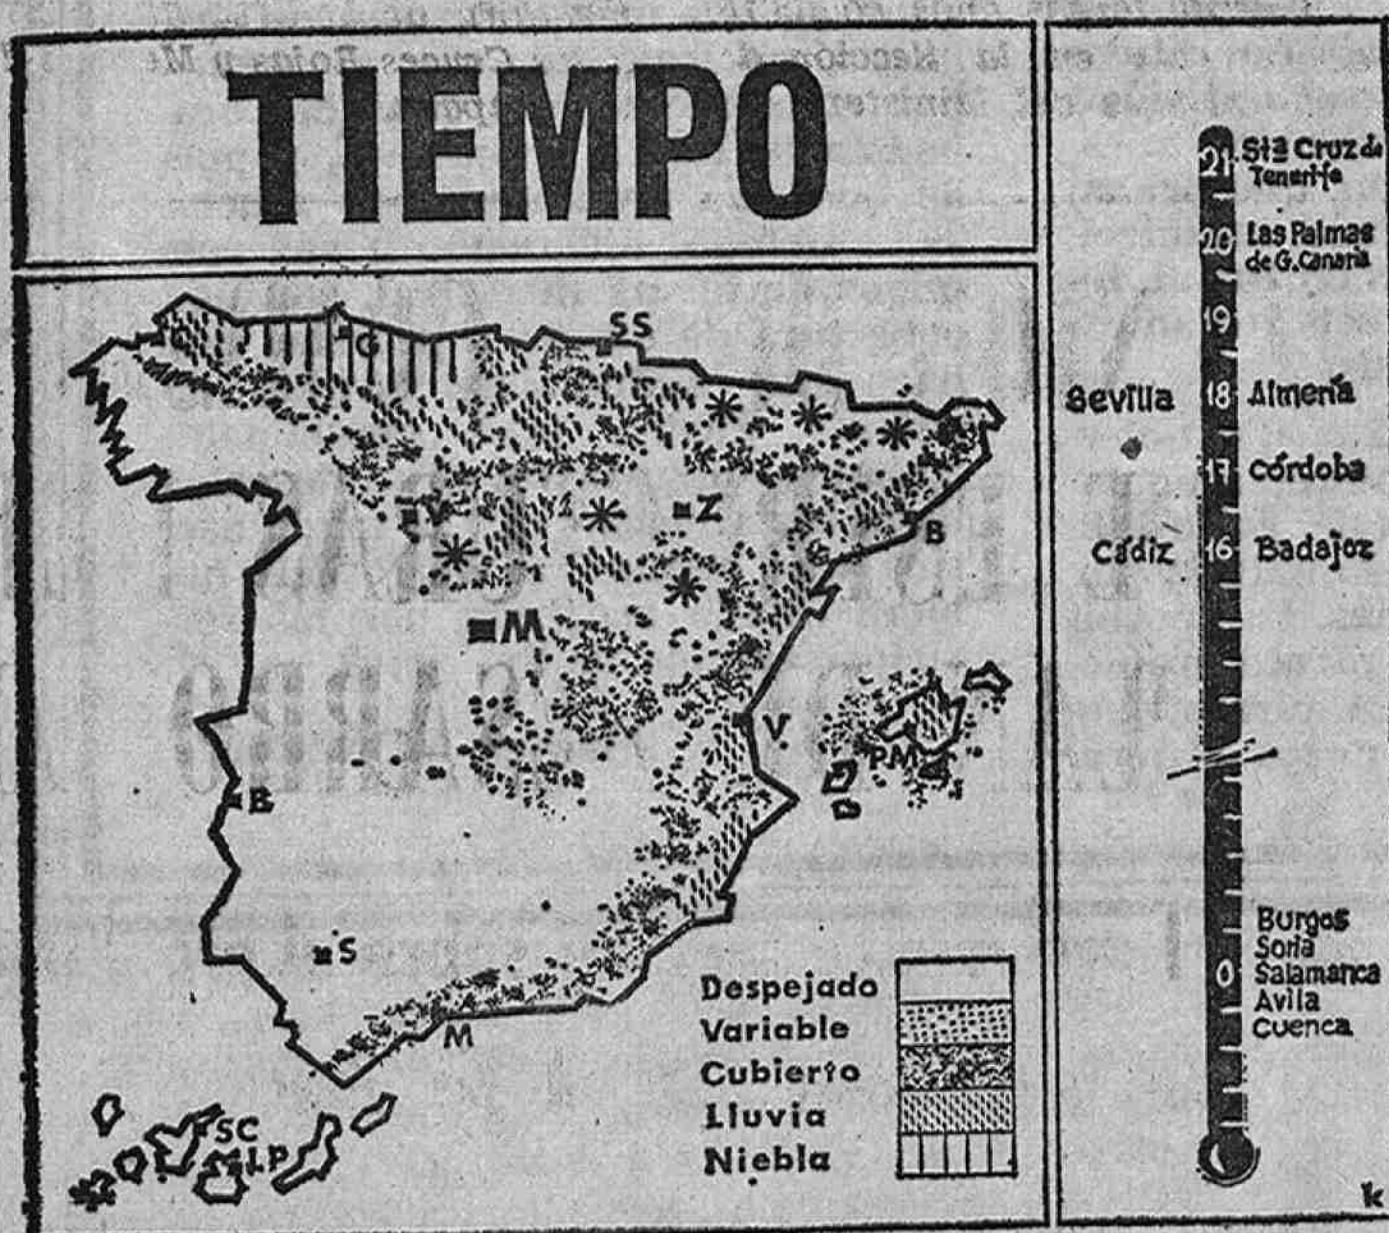 TIEMPO
SS
G
V
Z
B
M
V
PM
B
S
M
SC
LP
Despejado
Variable
Cubierto
Lluvia
Niebla
21 Stª Cruz de
Tenerife
20 Las Palmas
de G. Canaria
19
Sevilla 18 Almería
17 Córdoba
Cádiz 16 Badajoz
Burgos
Soria
0 Salamanca
Avila
Cuenca
k